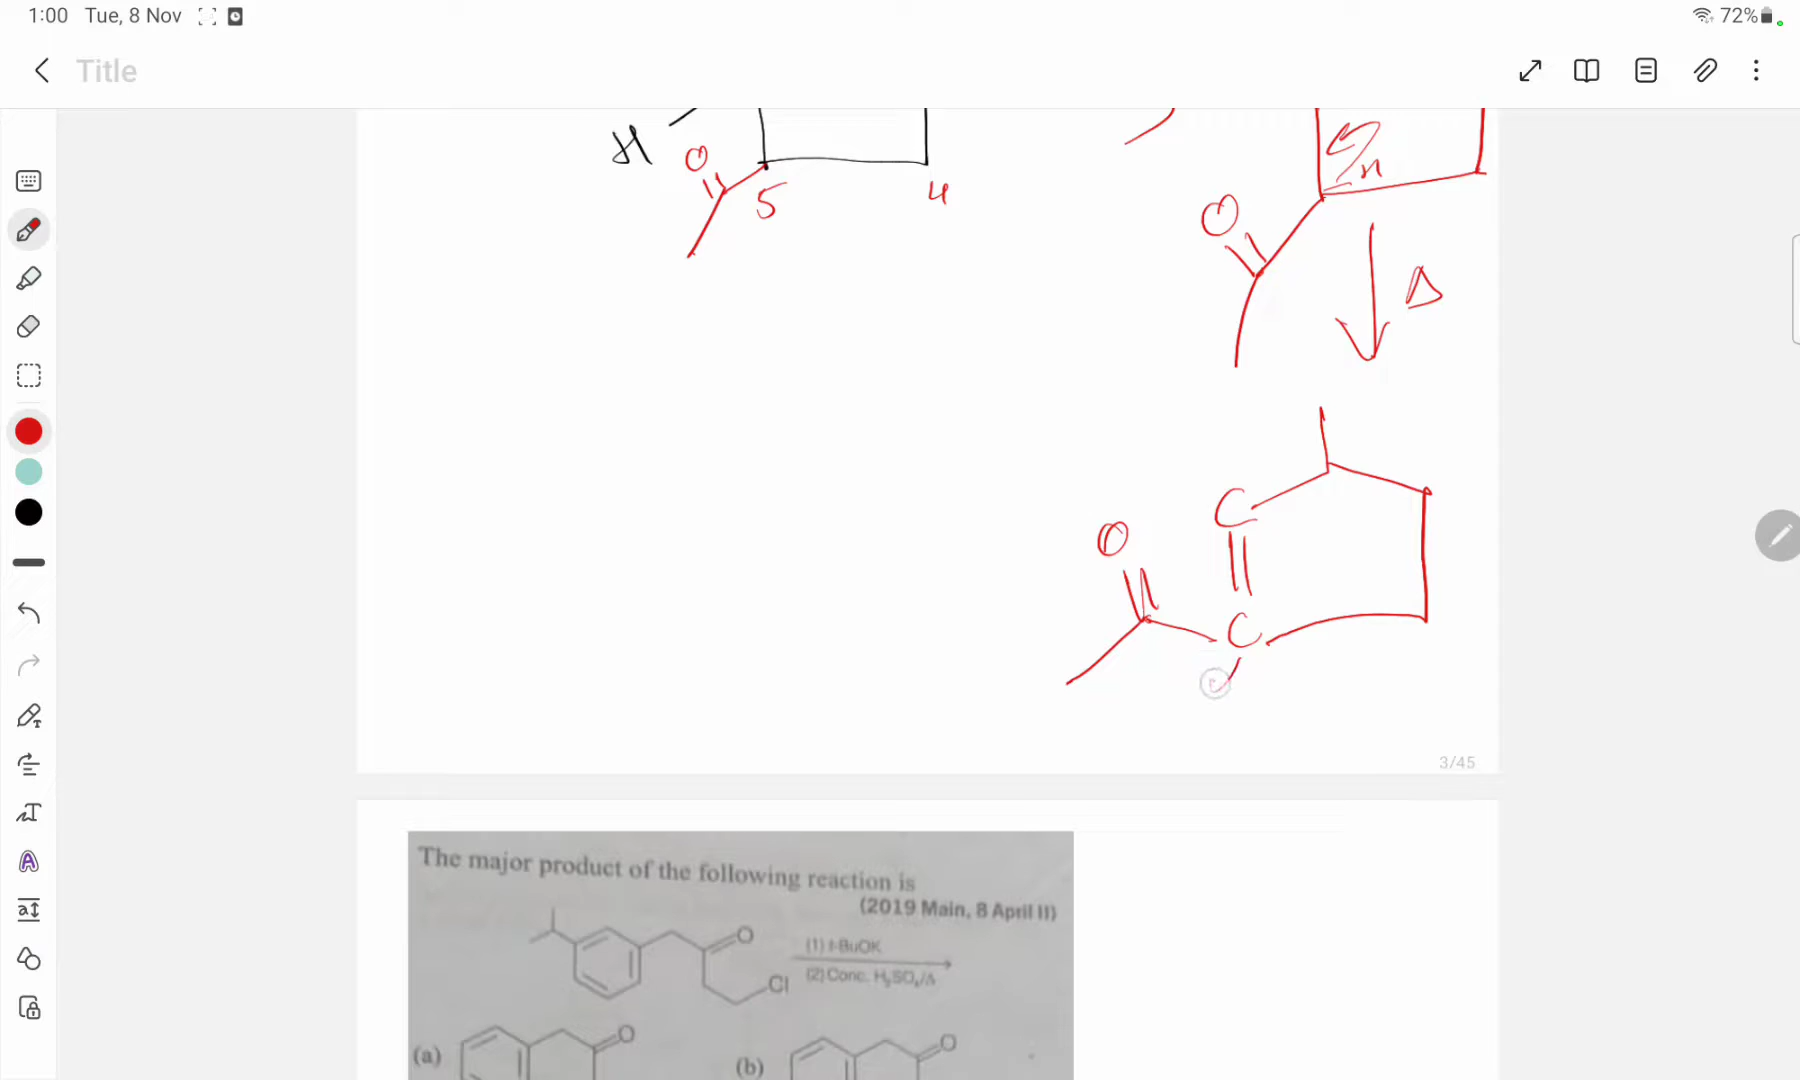 1:00 Tue, 8 Nov
72%
Title
H
O
5
4
O
Δ
C
O
C
3/45
The major product of the following reaction is
(2019 Main, 8 April II)
O
(1) t-BuOK
(2) Conc. H₂SO₄/Δ
Cl
O
O
(a)
(b)